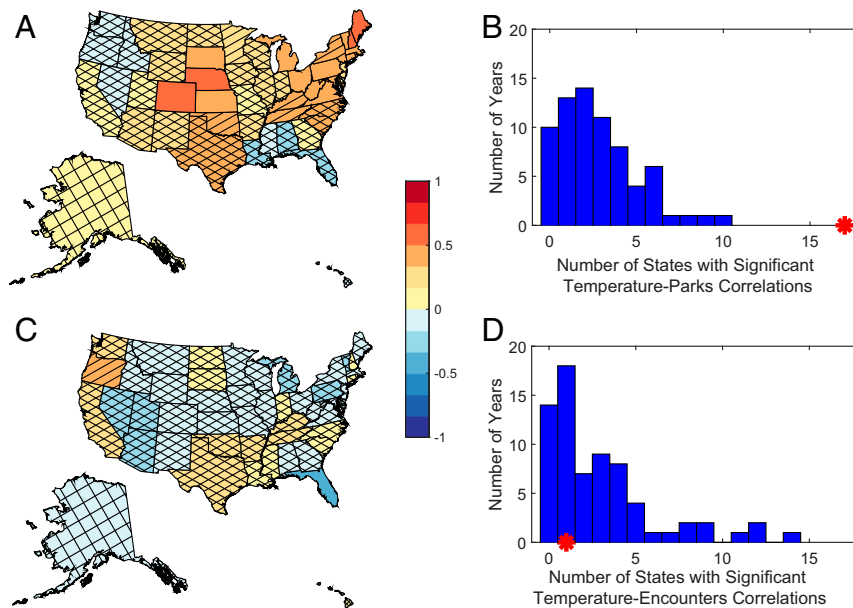 A
B
20
15
10
5
0
Number of Years
0
5
10
15
Number of States with Significant
Temperature-Parks Correlations
1
0.5
0
-0.5
-1
C
D
20
15
10
5
0
Number of Years
0
5
10
15
Number of States with Significant
Temperature-Encounters Correlations